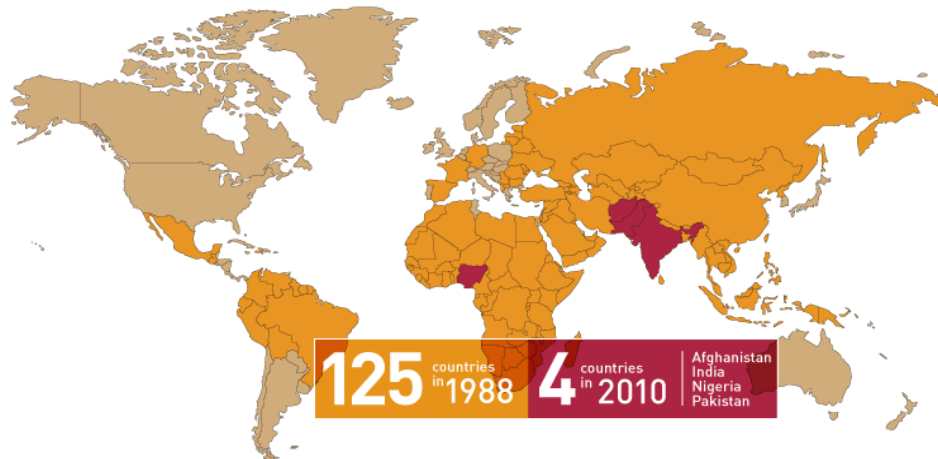 125 countries in 1988
4 countries in 2010
Afghanistan
India
Nigeria
Pakistan